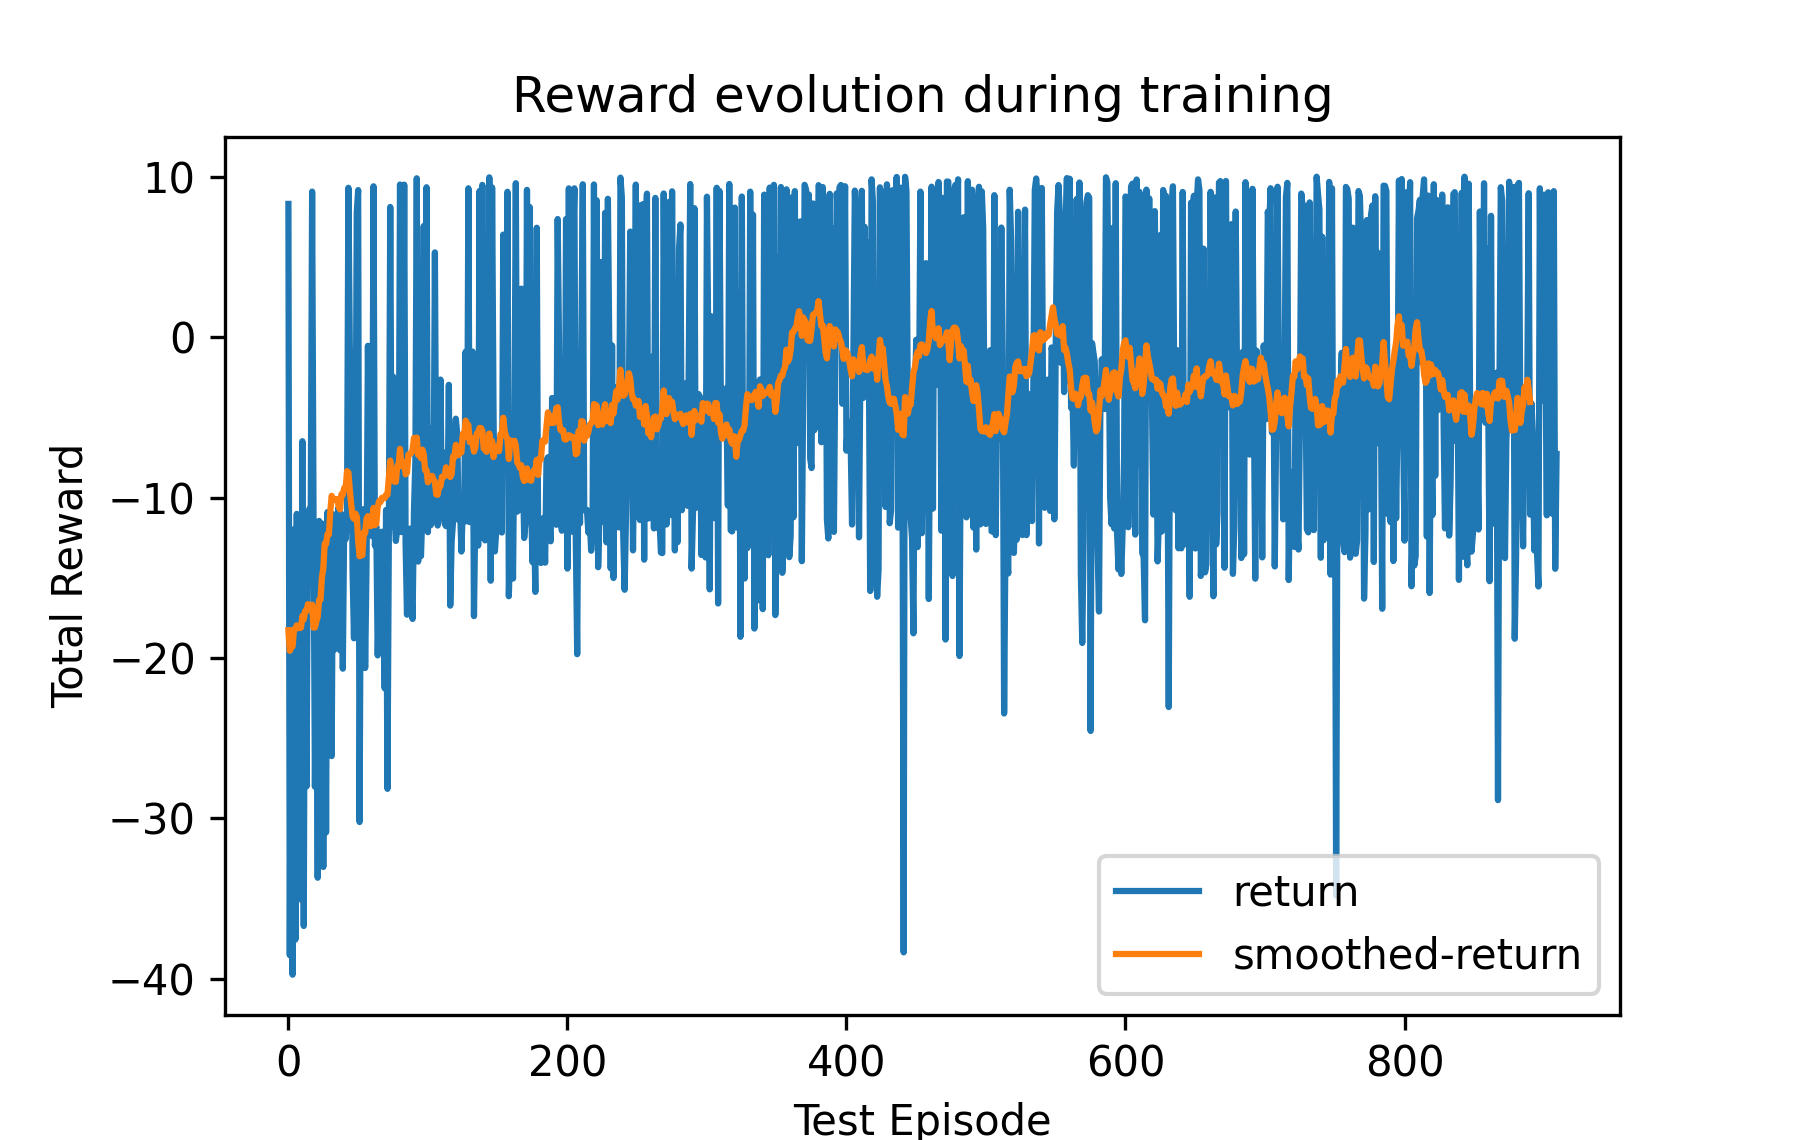 Reward evolution during training
10
0
−10
−20
−30
−40
Total Reward
0 200 400 600 800
Test Episode
return
smoothed-return